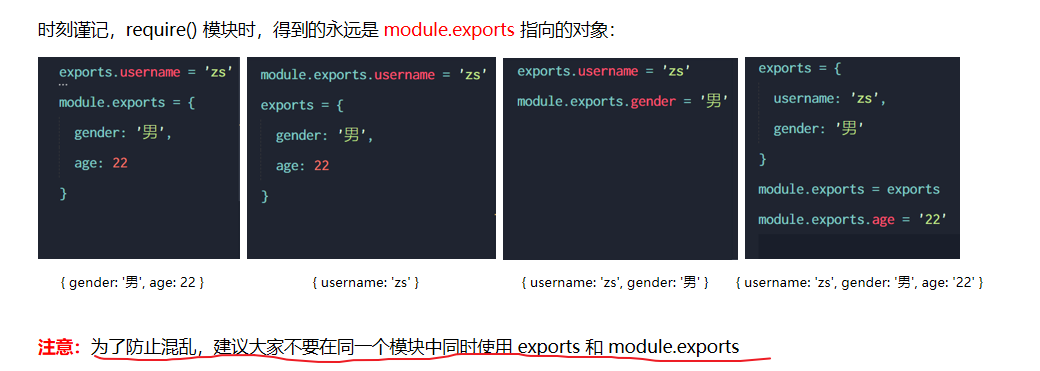 时刻谨记，require() 模块时，得到的永远是 module.exports 指向的对象：
exports.username = 'zs'
module.exports = {
gender: '男',
age: 22
}
module.exports.username = 'zs'
exports = {
gender: '男',
age: 22
}
exports.username = 'zs'
module.exports.gender = '男'
exports = {
username: 'zs',
gender: '男'
}
module.exports = exports
module.exports.age = '22'
{ gender: '男', age: 22 }
{ username: 'zs' }
{ username: 'zs', gender: '男' }
{ username: 'zs', gender: '男', age: '22' }
注意：为了防止混乱，建议大家不要在同一个模块中同时使用 exports 和 module.exports